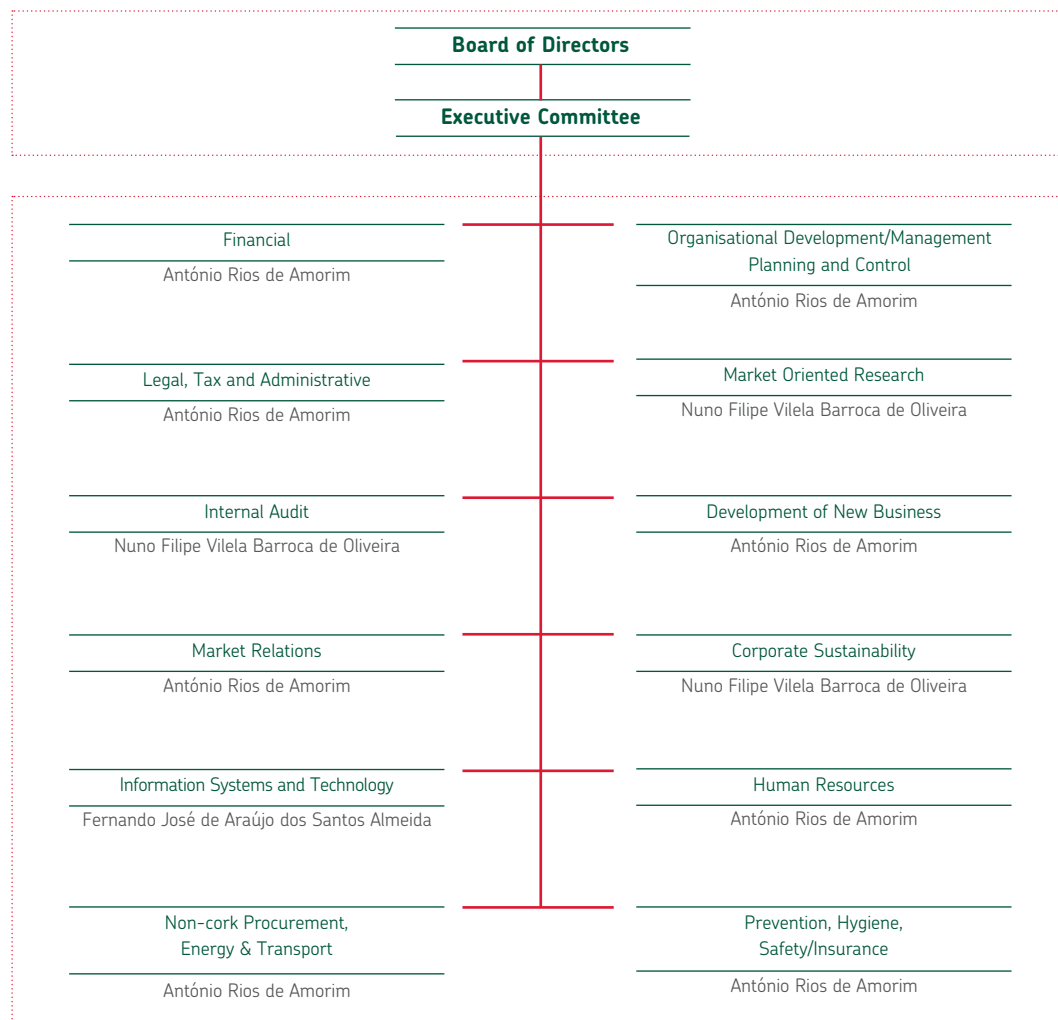 Board of Directors
Executive Committee
Financial
António Rios de Amorim
Organisational Development/Management
Planning and Control
António Rios de Amorim
Legal, Tax and Administrative
António Rios de Amorim
Market Oriented Research
Nuno Filipe Vilela Barroca de Oliveira
Internal Audit
Nuno Filipe Vilela Barroca de Oliveira
Development of New Business
António Rios de Amorim
Market Relations
António Rios de Amorim
Corporate Sustainability
Nuno Filipe Vilela Barroca de Oliveira
Information Systems and Technology
Fernando José de Araújo dos Santos Almeida
Human Resources
António Rios de Amorim
Non-cork Procurement,
Energy & Transport
António Rios de Amorim
Prevention, Hygiene,
Safety/Insurance
António Rios de Amorim